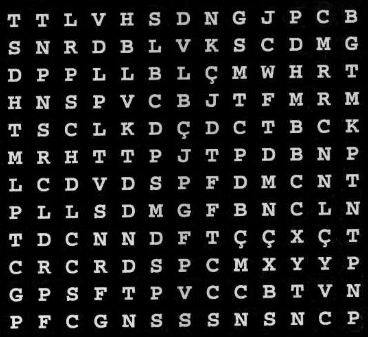 T T L V H S D N G J P C B
S N R D B L V K S C D M G
D P P L L B L Ç M W H R T
H N S P V C B J T F M R M
T S C L K D Ç D C T B C K
M R H T T P J T P D B N P
L C D V D S P F D M C N T
P L L S D M G F B N C L N
T D C N N D F T Ç Ç X Ç T
C R C R D S P C M X Y Y P
G P S F T P V C C B T V N
P F C G N S S S N S N C P